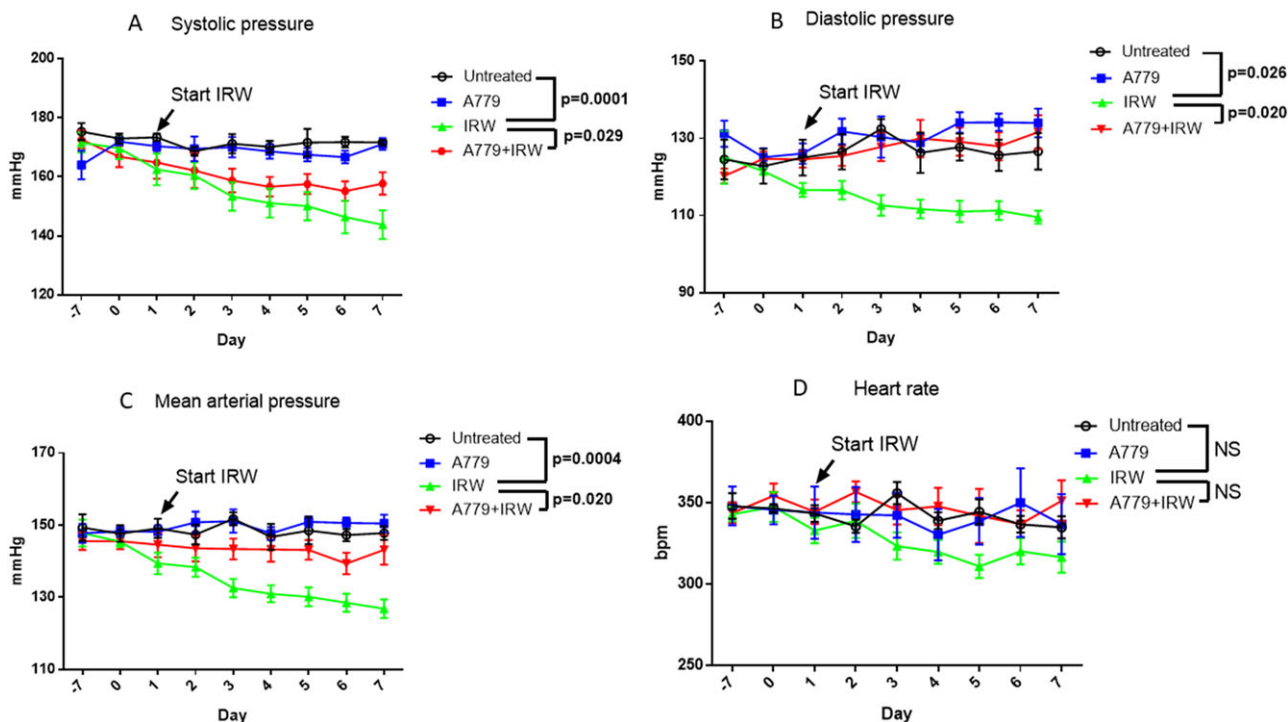 A Systolic pressure
200
180
160
140
120
mmHg
Start IRW
-7 0 1 2 3 4 5 6 7
Day
Untreated
A779
IRW
A779+IRW
p=0.0001
p=0.029
B Diastolic pressure
150
130
110
90
mmHg
Start IRW
-7 0 1 2 3 4 5 6 7
Day
Untreated
A779
IRW
A779+IRW
p=0.026
p=0.020
C Mean arterial pressure
170
150
130
110
mmHg
Start IRW
-7 0 1 2 3 4 5 6 7
Day
Untreated
A779
IRW
A779+IRW
p=0.0004
p=0.020
D Heart rate
400
350
300
250
bpm
Start IRW
-7 0 1 2 3 4 5 6 7
Day
Untreated
A779
IRW
A779+IRW
NS
NS